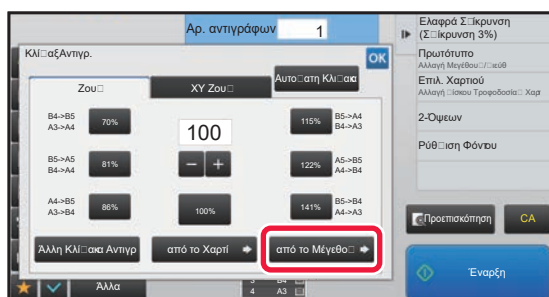 Αρ. αντιγράφων 1
Κλί□αξΑντιγρ.
OK
Ζου□
XY Ζου□
Αυτο□ατη Κλι□ακα
B4->B5
A3->A4
70%
100
115%
B5->A4
B4->A3
B5->A5
B4->A4
81%
− +
122%
A5->B5
A4->B4
A4->B5
A3->B4
86%
100%
141%
B5->B4
A4->A3
Άλλη Κλί□ακα Αντιγρ
από το Χαρτί
από το Μέγεθο□
Άλλα
4 A3
Ελαφρά Σ□ίκρυνση
(Σ□ίκρυνση 3%)
Πρωτότυπο
Αλλαγή Μεγέθου□/□ιεύθ
Επιλ. Χαρτιού
Αλλαγή □ίσκου Τροφοδοσία□ Χαρ
2-Όψεων
Ρύθ□ιση Φόντου
Προεπισκόπηση
CA
Έναρξη